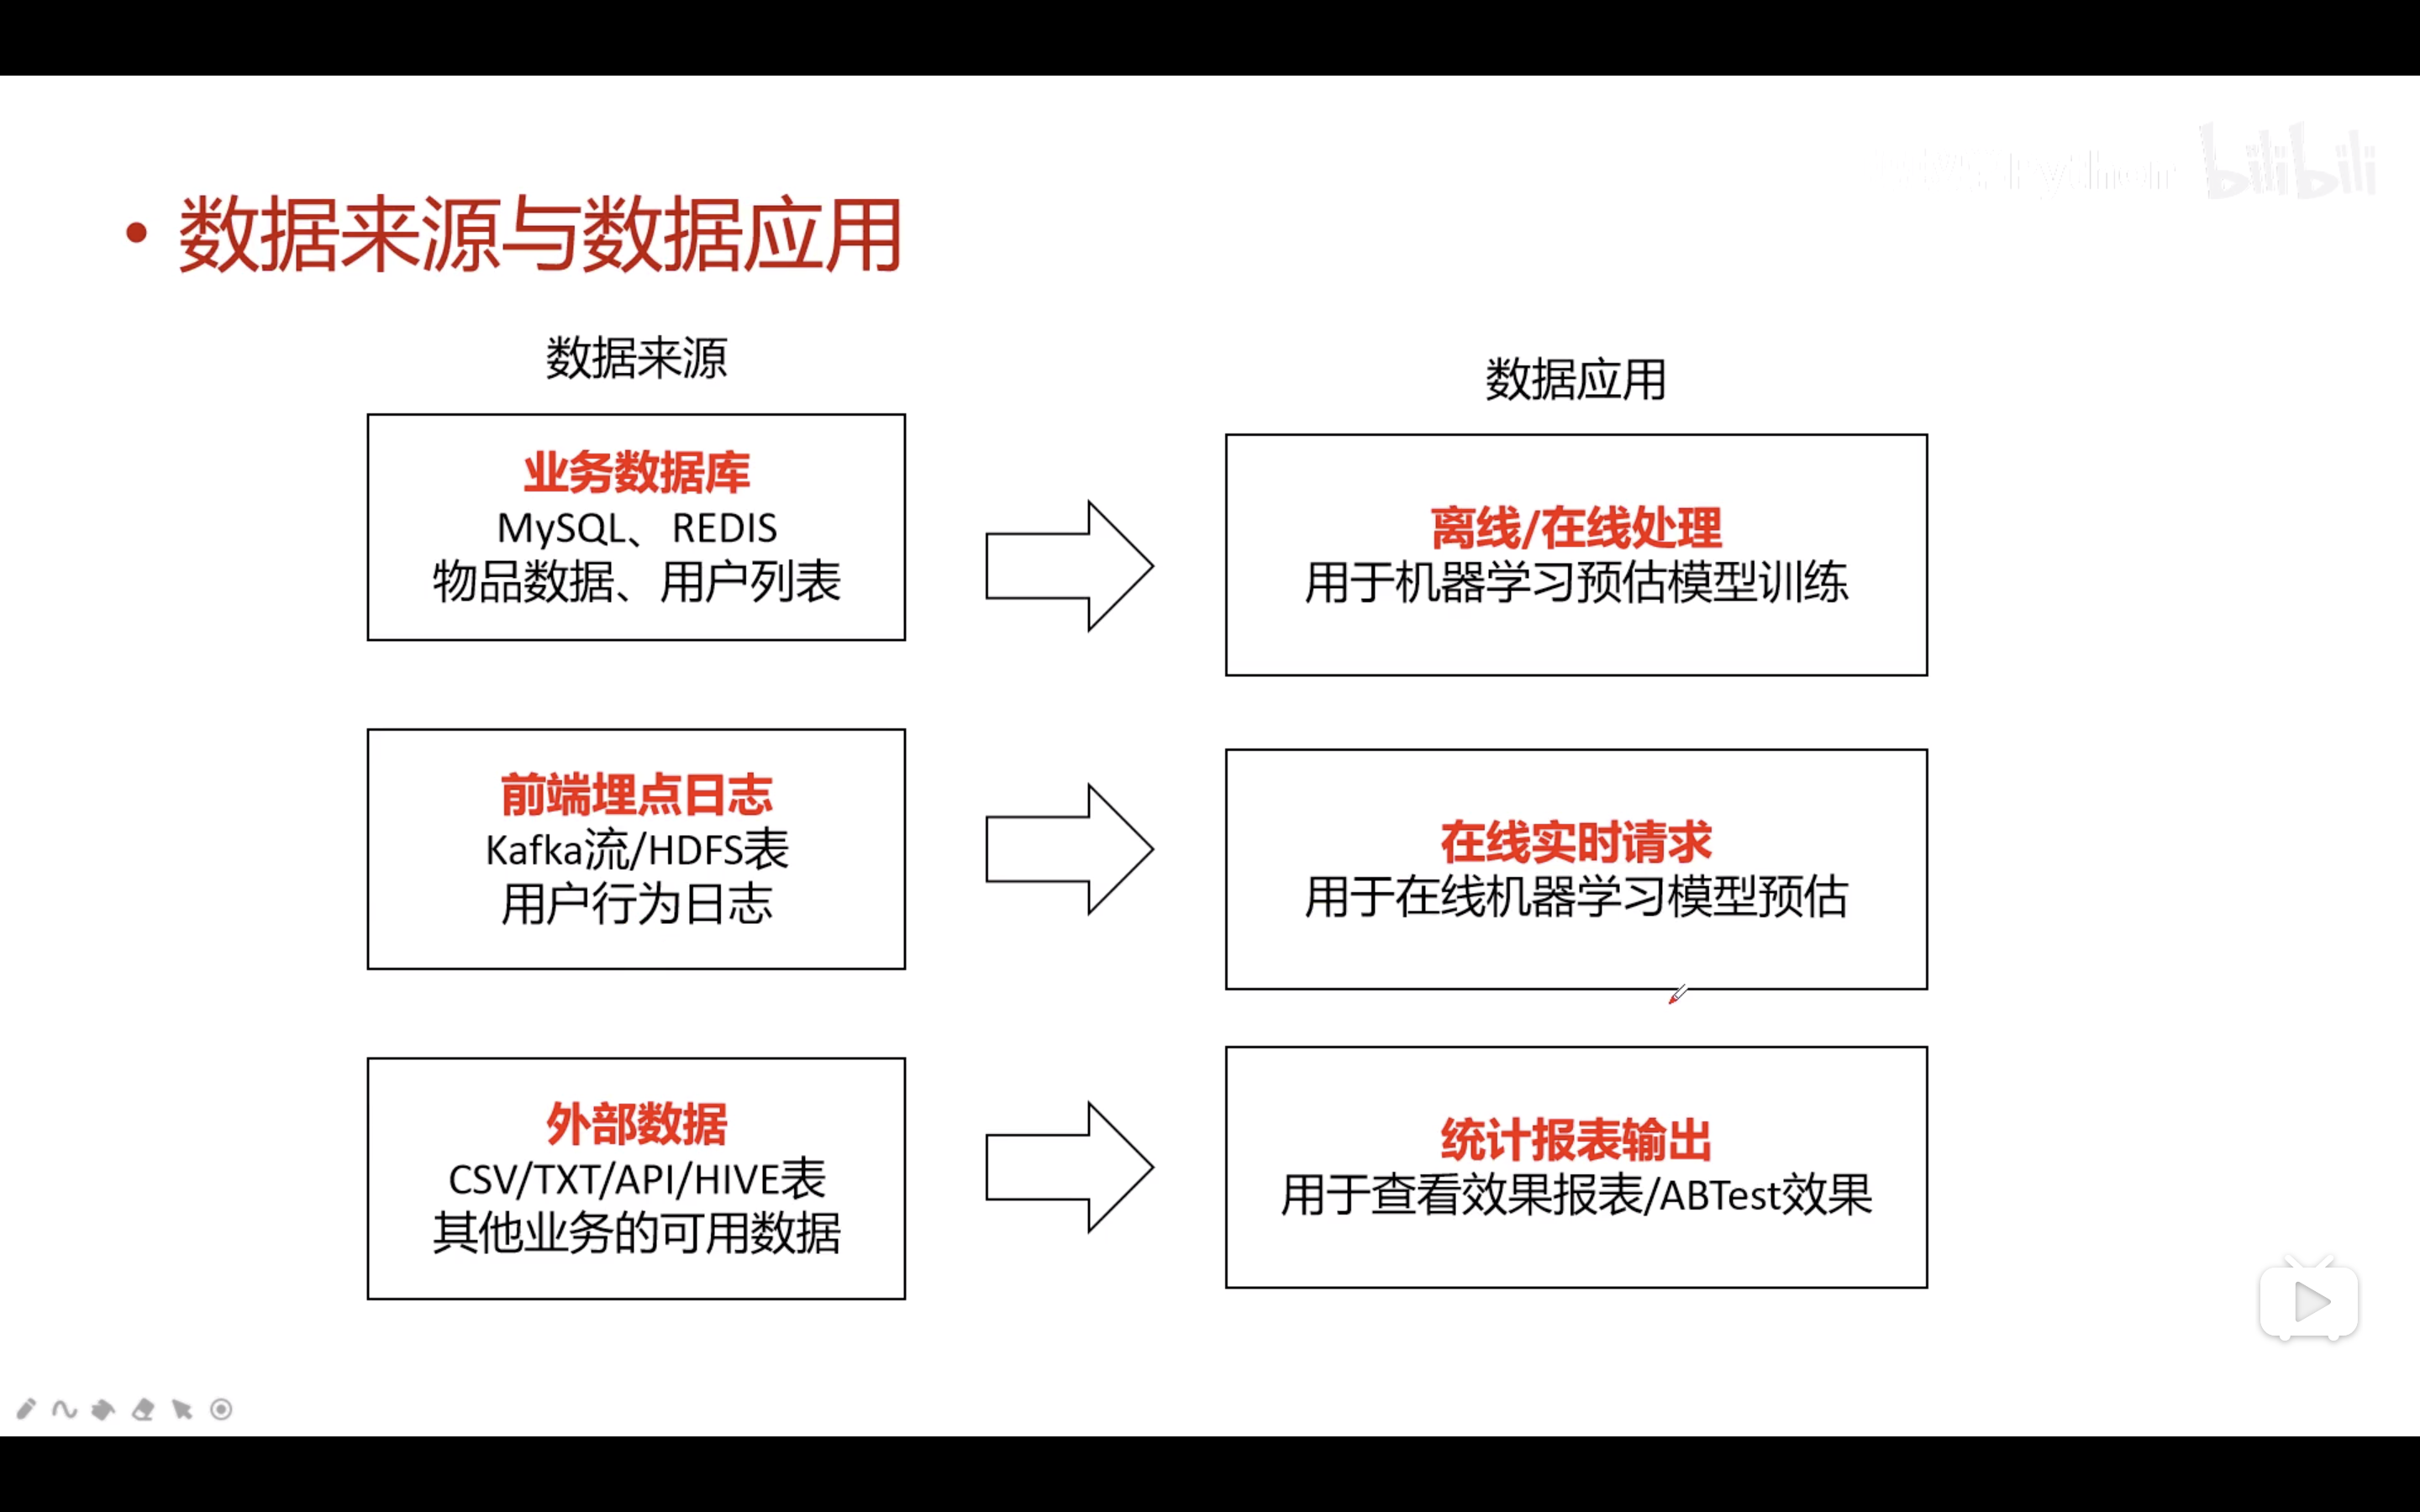 bilibili
• 数据来源与数据应用
数据来源
业务数据库
MySQL、REDIS
物品数据、用户列表
前端埋点日志
Kafka流/HDFS表
用户行为日志
外部数据
CSV/TXT/API/HIVE表
其他业务的可用数据
数据应用
离线/在线处理
用于机器学习预估模型训练
在线实时请求
用于在线机器学习模型预估
统计报表输出
用于查看效果报表/ABTest效果